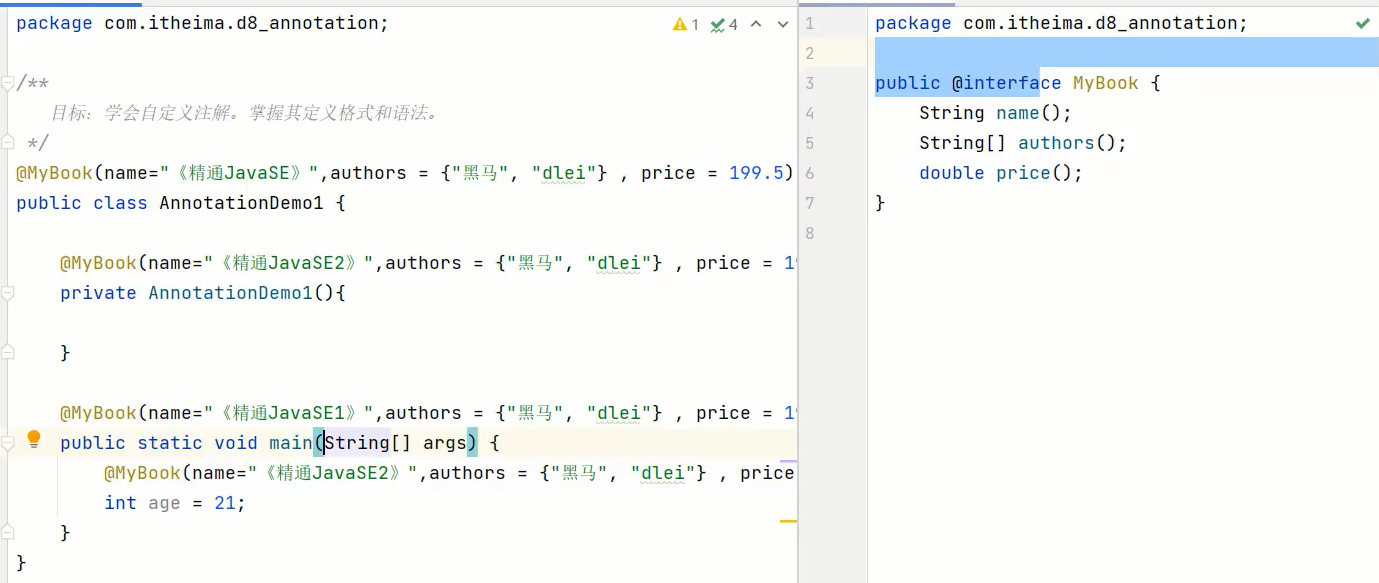 package com.itheima.d8_annotation;
1 4
/**
目标：学会自定义注解。掌握其定义格式和语法。
*/
@MyBook(name="《精通JavaSE》",authors = {"黑马", "dlei"} , price = 199.5)
public class AnnotationDemo1 {
@MyBook(name="《精通JavaSE2》",authors = {"黑马", "dlei"} , price = 1
private AnnotationDemo1(){
}
@MyBook(name="《精通JavaSE1》",authors = {"黑马", "dlei"} , price = 1
public static void main(String[] args) {
@MyBook(name="《精通JavaSE2》",authors = {"黑马", "dlei"} , price
int age = 21;
}
}
1 package com.itheima.d8_annotation;
2
3 public @interface MyBook {
4 String name();
5 String[] authors();
6 double price();
7 }
8